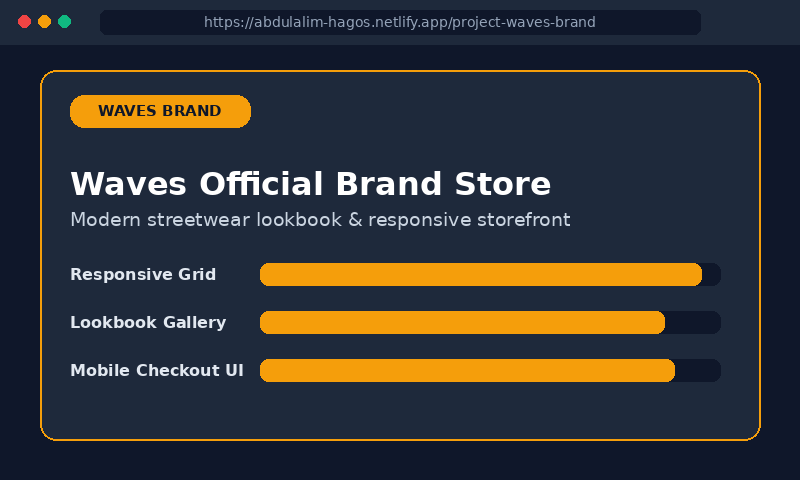 https://abdulalim-hagos.netlify.app/project-waves-brand
WAVES BRAND
Waves Official Brand Store
Modern streetwear lookbook & responsive storefront
Responsive Grid
Lookbook Gallery
Mobile Checkout UI